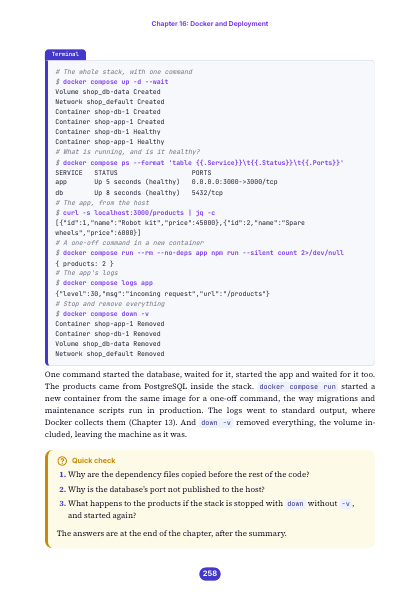 Chapter 16: Docker and Deployment
Terminal
# The whole stack, with one command
$ docker compose up -d --wait
Volume shop_db-data Created
Network shop_default Created
Container shop-db-1 Created
Container shop-app-1 Created
Container shop-db-1 Healthy
Container shop-app-1 Healthy
# What is running, and is it healthy?
$ docker compose ps --format 'table {{.Service}}\t{{.Status}}\t{{.Ports}}'
SERVICE STATUS PORTS
app Up 5 seconds (healthy) 0.0.0.0:3000->3000/tcp
db Up 8 seconds (healthy) 5432/tcp
# The app, from the host
$ curl -s localhost:3000/products | jq -c
[{"id":1,"name":"Robot kit","price":45000},{"id":2,"name":"Spare
wheels","price":6000}]
# A one-off command in a new container
$ docker compose run --rm --no-deps app npm run --silent count 2>/dev/null
{ products: 2 }
# The app's logs
$ docker compose logs app
{"level":30,"msg":"incoming request","url":"/products"}
# Stop and remove everything
$ docker compose down -v
Container shop-app-1 Removed
Container shop-db-1 Removed
Volume shop_db-data Removed
Network shop_default Removed
One command started the database, waited for it, started the app and waited for it too.
The products came from PostgreSQL inside the stack. docker compose run started a
new container from the same image for a one-off command, the way migrations and
maintenance scripts run in production. The logs went to standard output, where
Docker collects them (Chapter 13). And down -v removed everything, the volume in-
cluded, leaving the machine as it was.
Quick check
1. Why are the dependency files copied before the rest of the code?
2. Why is the database's port not published to the host?
3. What happens to the products if the stack is stopped with down without -v,
and started again?
The answers are at the end of the chapter, after the summary.
258